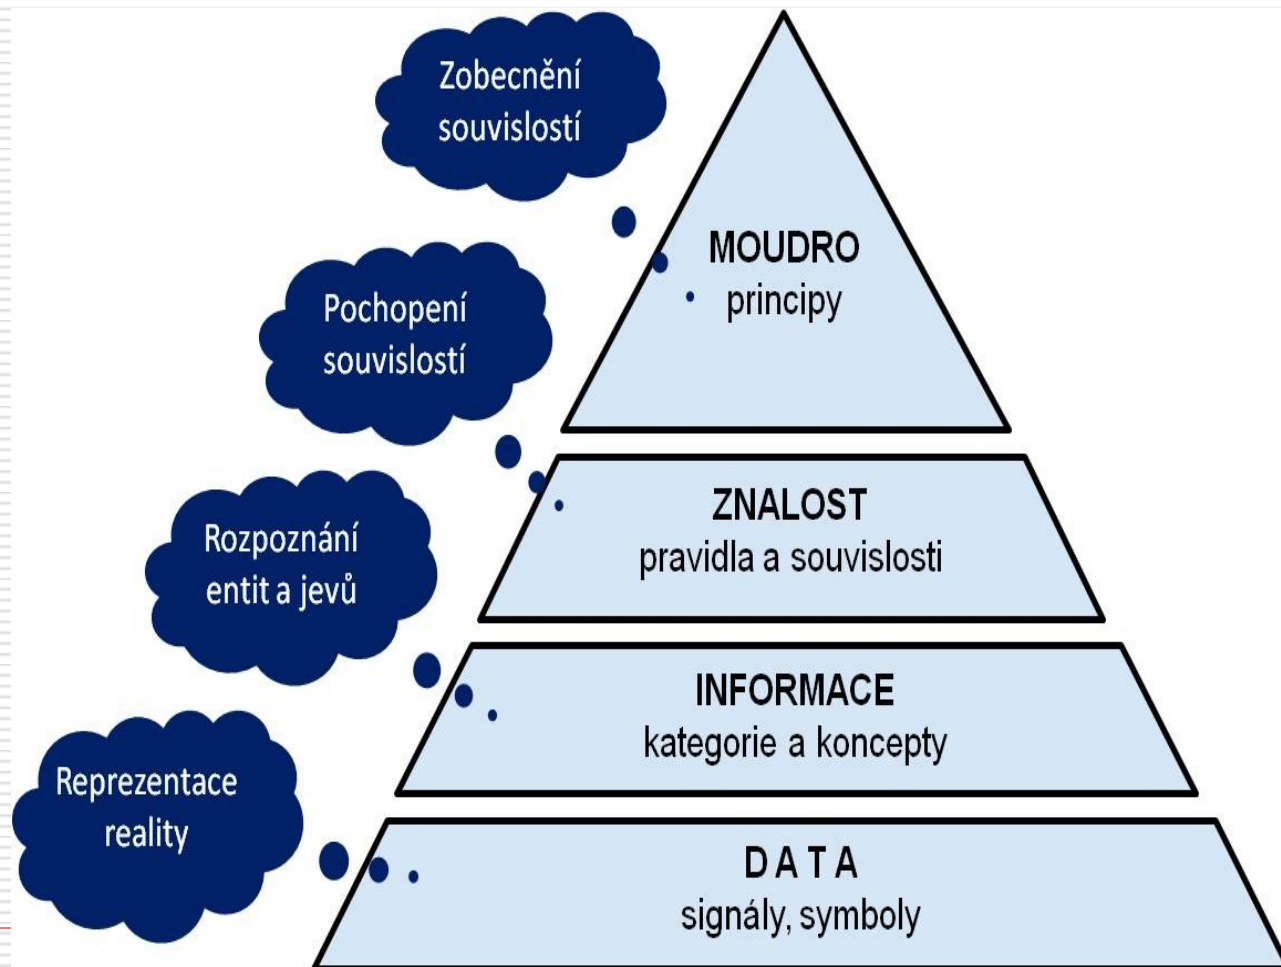 Zobecnění
souvislostí
MOUDRO
principy
Pochopení
souvislostí
ZNALOST
pravidla a souvislosti
Rozpoznání
entit a jevů
INFORMACE
kategorie a koncepty
Reprezentace
reality
D A T A
signály, symboly